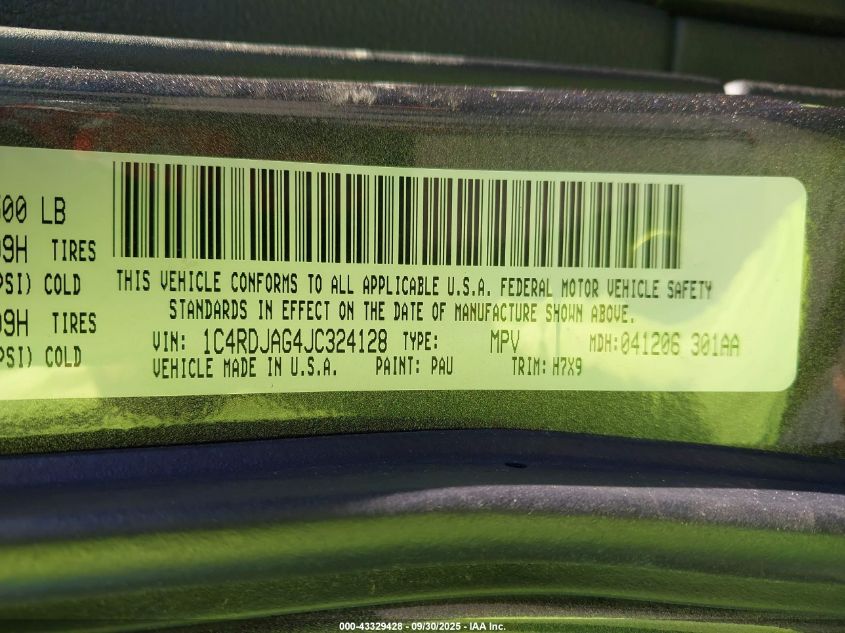 00 LB
9H TIRES
PSI) COLD
09H TIRES
PSI) COLD
THIS VEHICLE CONFORMS TO ALL APPLICABLE U.S.A. FEDERAL MOTOR VEHICLE SAFETY
STANDARDS IN EFFECT ON THE DATE OF MANUFACTURE SHOWN ABOVE.
VIN: 1C4RDJAG4JC324128 TYPE: MPV MDH:041206 301AA
VEHICLE MADE IN U.S.A. PAINT: PAU TRIM: H7X9
000-43329428 - 09/30/2025 - IAA Inc.